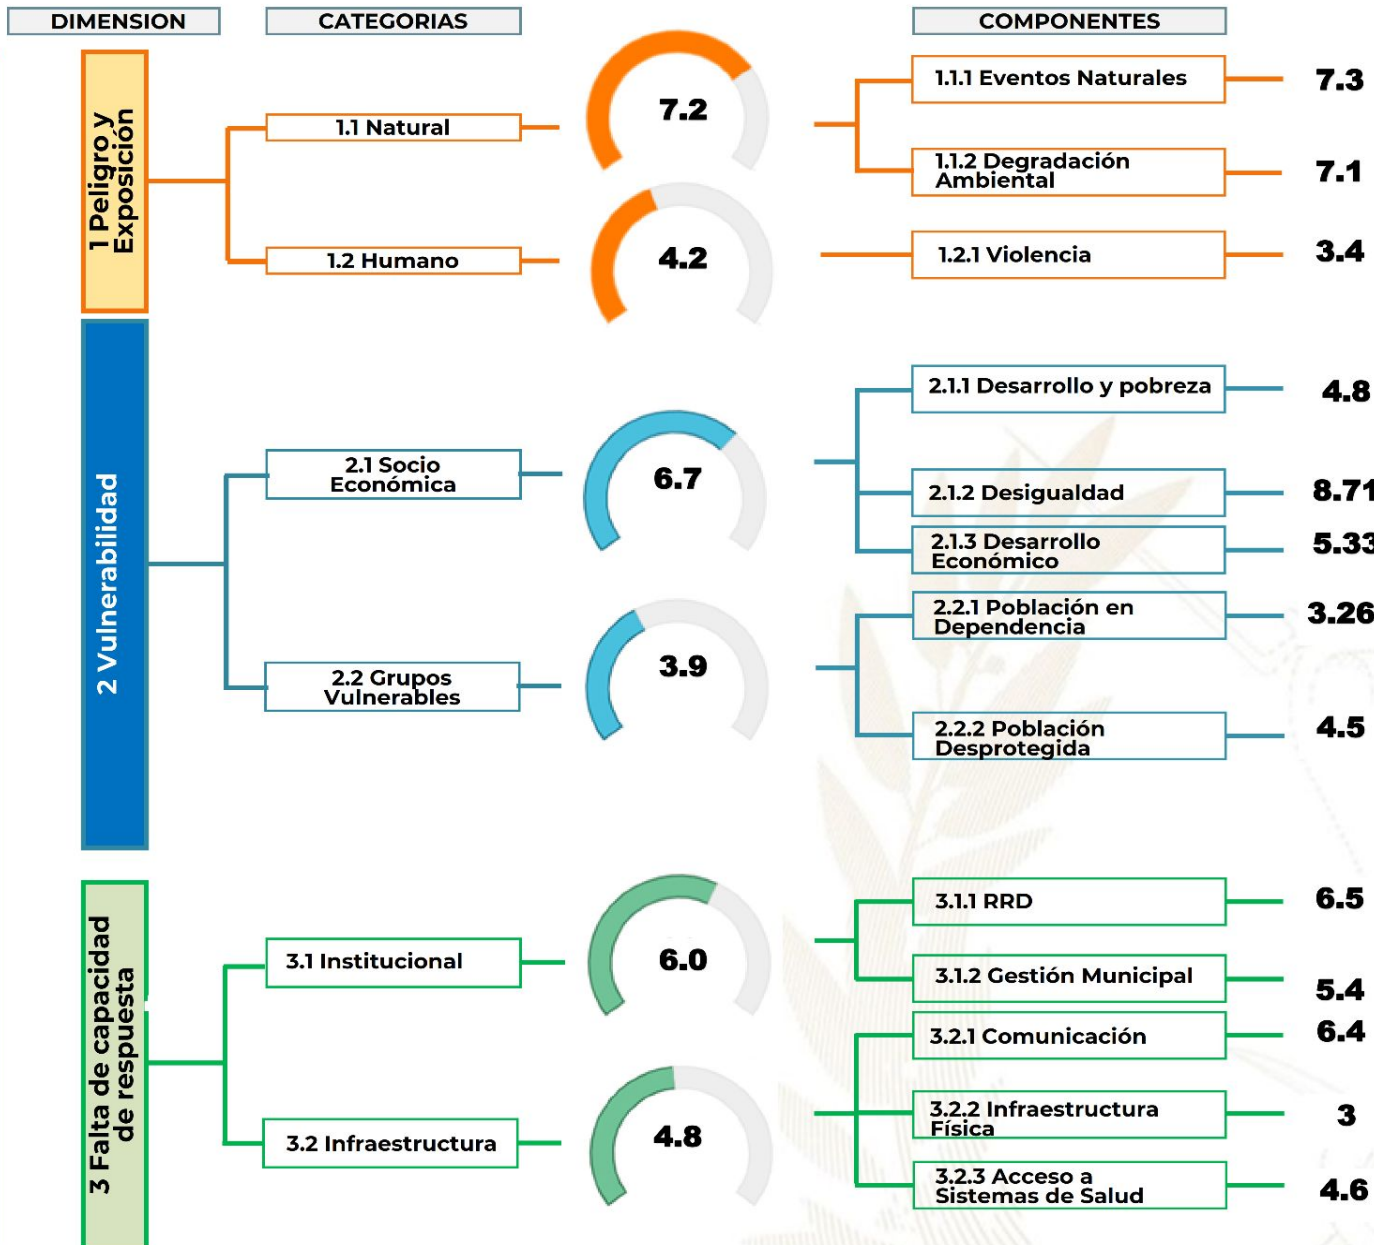 DIMENSION
CATEGORIAS
COMPONENTES
1 Peligro y
Exposición
1.1 Natural
7.2
1.1.1 Eventos Naturales
7.3
1.1.2 Degradación
Ambiental
7.1
1.2 Humano
4.2
1.2.1 Violencia
3.4
2 Vulnerabilidad
2.1 Socio
Económica
6.7
2.1.1 Desarrollo y pobreza
4.8
2.1.2 Desigualdad
8.71
2.1.3 Desarrollo
Económico
5.33
2.2 Grupos
Vulnerables
3.9
2.2.1 Población en
Dependencia
3.26
2.2.2 Población
Desprotegida
4.5
3 Falta de capacidad
de respuesta
3.1 Institucional
6.0
3.1.1 RRD
6.5
3.1.2 Gestión Municipal
5.4
3.2 Infraestructura
4.8
3.2.1 Comunicación
6.4
3.2.2 Infraestructura
Física
3
3.2.3 Acceso a
Sistemas de Salud
4.6